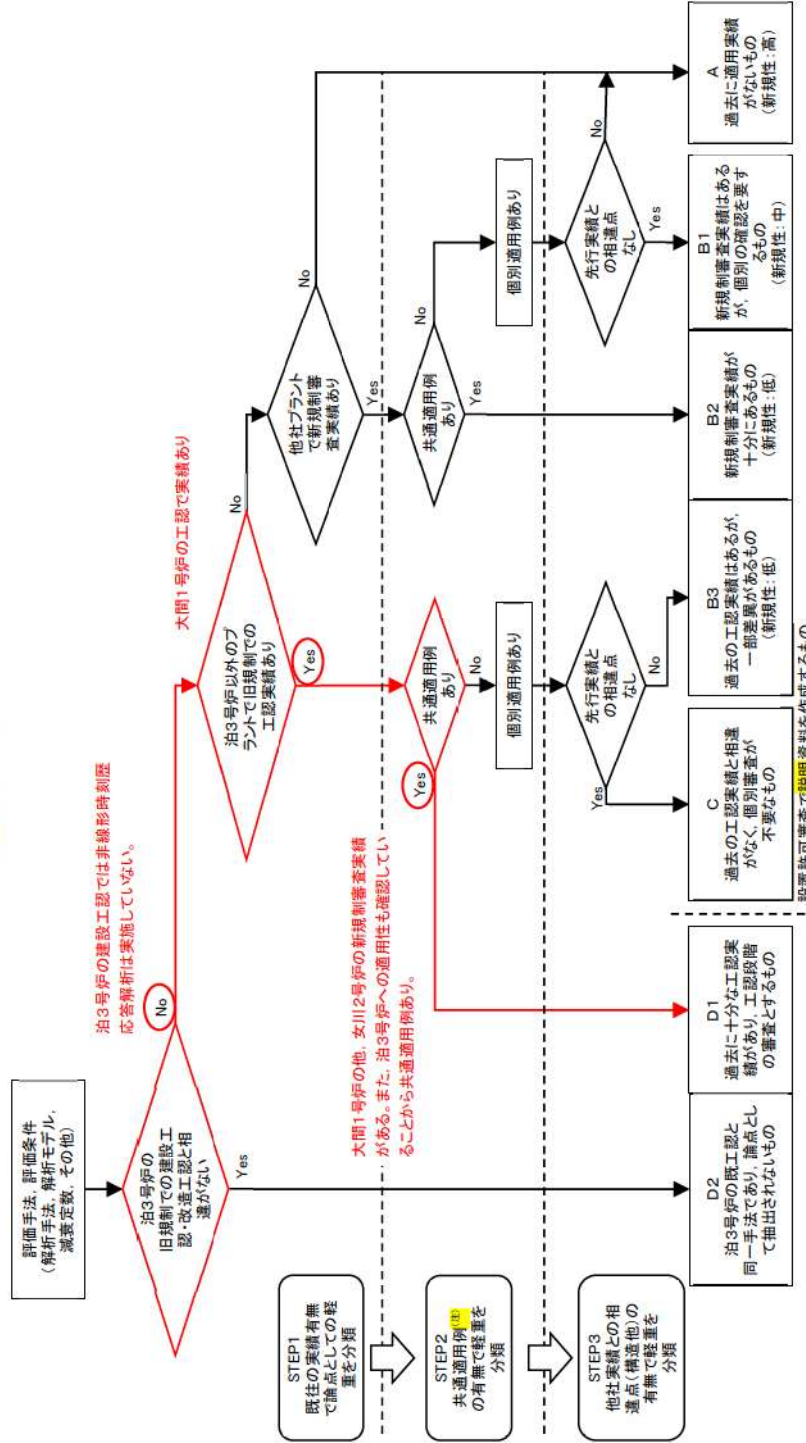 評価手法，評価条件
（解析手法，解析モデル，
減衰定数，その他）
泊3号炉の
旧規制での建設工
認・改造工認と相
違がない
No
Yes
泊3号炉の建設工認では非線形時刻歴
応答解析は実施していない。
泊3号炉以外のプ
ラントで旧規制での
工認実績あり
No
Yes
大間1号炉の工認で実績あり
他社プラント
で新規制審
査実績あり
No
Yes
STEP1
既往の実績有無
で論点としての軽
重を分類
大間1号炉の他，女川2号炉の新規制審査実績
がある。また，泊3号炉への適用性も確認してい
ることから共通適用例あり。
STEP2
共通適用例(注)
の有無で軽重を
分類
共通適用例
あり
Yes
No
個別適用例あり
共通適用例
あり
No
Yes
個別適用例あり
STEP3
他社実績との相
違点（構造他）の
有無で軽重を
分類
先行実績と
の相違点
なし
Yes
No
先行実績と
の相違点
なし
No
Yes
D2
泊3号炉の既工認と
同一手法であり，論点とし
て抽出されないもの
D1
過去に十分な工認実
績があり，工認段階
の審査とするもの
C
過去の工認実績と相違
がなく，個別審査が
不要なもの
B3
過去の工認実績はあるが，
一部差異があるもの
（新規性：低）
B2
新規制審査実績が
十分にあるもの
（新規性：低）
B1
新規制審査実績はある
が，個別の確認を要す
るもの
（新規性：中）
A
過去に適用実績
がないもの
（新規性：高）
設置許可審査で説明資料を作成するもの